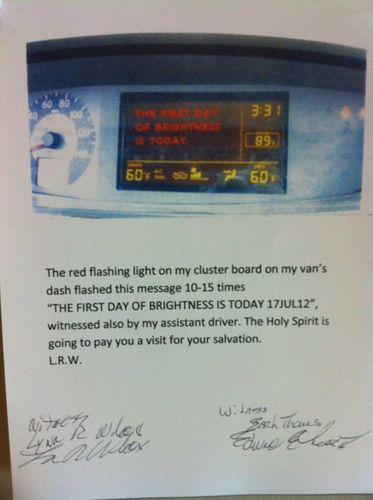 40 60 80 100
THE FIRST DAY
OF BRIGHTNESS
IS TODAY
3:31
89
60°F 60°F
The red flashing light on my cluster board on my van's
dash flashed this message 10-15 times
“THE FIRST DAY OF BRIGHTNESS IS TODAY 17JUL12”,
witnessed also by my assistant driver. The Holy Spirit is
going to pay you a visit for your salvation.
L.R.W.
Witness
Lynn R
Witness